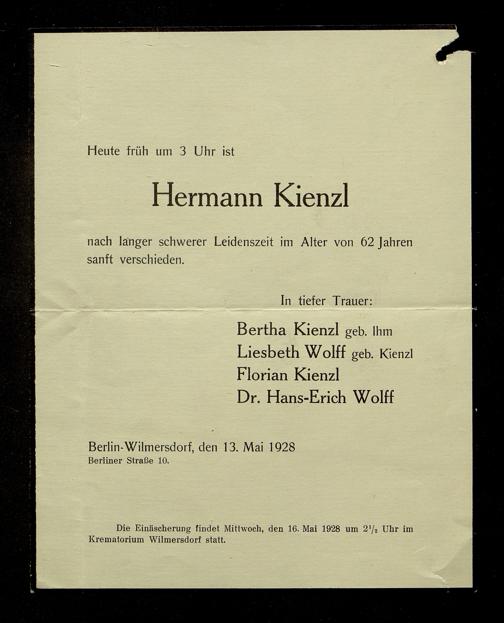 Heute früh um 3 Uhr ist
Hermann Kienzl
nach langer schwerer Leidenszeit im Alter von 62 Jahren
sanft verschieden.
In tiefer Trauer:
Bertha Kienzl geb. Ihm
Liesbeth Wolff geb. Kienzl
Florian Kienzl
Dr. Hans-Erich Wolff
Berlin-Wilmersdorf, den 13. Mai 1928
Berliner Straße 10.
Die Einäscherung findet Mittwoch, den 16. Mai 1928 um 2¹/₂ Uhr im
Krematorium Wilmersdorf statt.